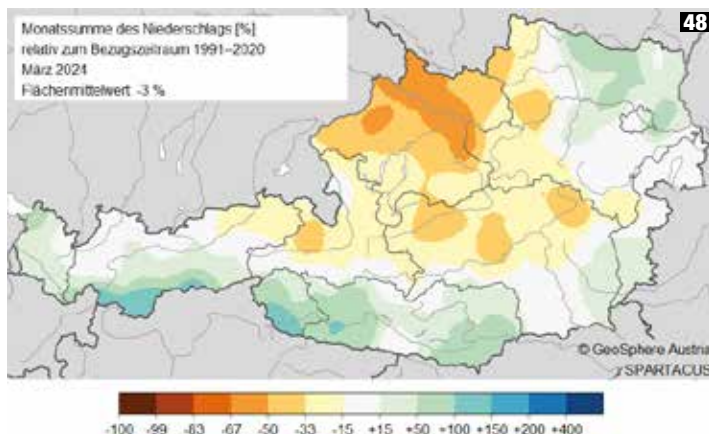 Monatssumme des Niederschlags [%]
relativ zum Bezugszeitraum 1991–2020
März 2024
Flächenmittelwert -3 %
48
© GeoSphere Austria
SPARTACUS
-100 -99 -83 -67 -50 -33 -15 +15 +50 +100 +150 +200 +400